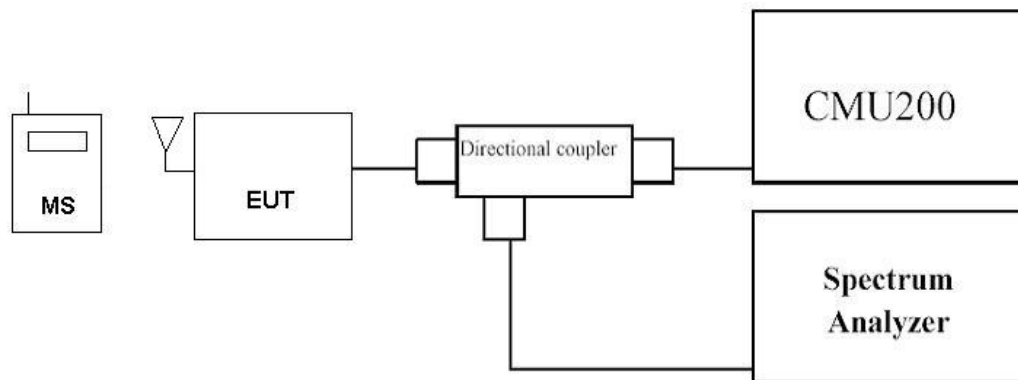 MS
EUT
Directional coupler
CMU200
Spectrum
Analyzer